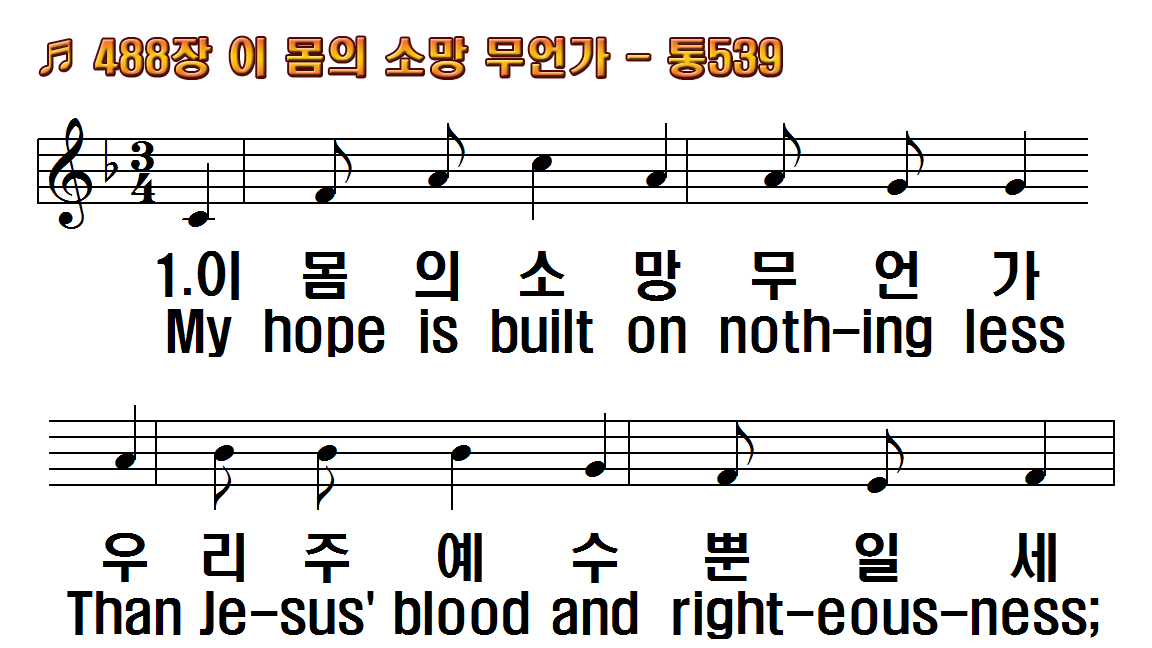 ♬ 488장 이 몸의 소망 무언가 - 통539
3
4
1.이 몸 의 소 망 무 언 가
My hope is built on noth-ing less
우 리 주 예 수 뿐 일 세
Than Je-sus' blood and right-eous-ness;